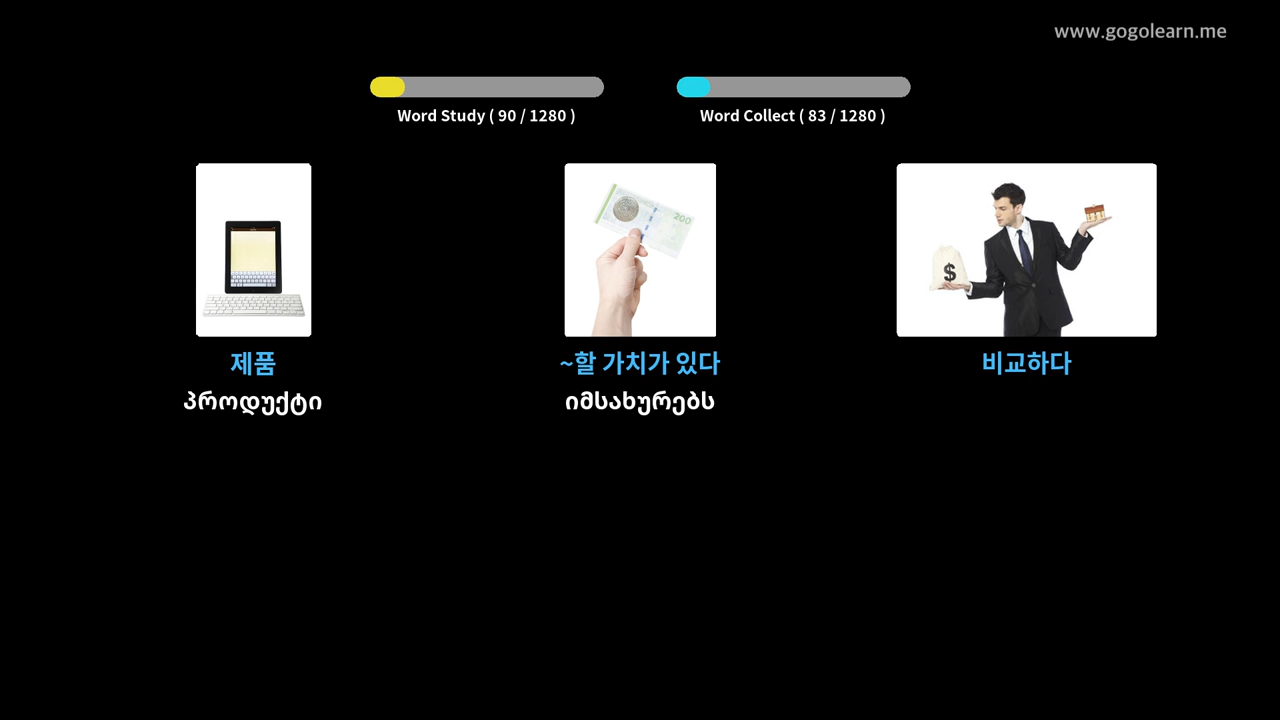 www.gogolearn.me
Word Study ( 90 / 1280 )
Word Collect ( 83 / 1280 )
200
$
제품
~할 가치가 있다
비교하다
პროდუქტი
იმსახურებს